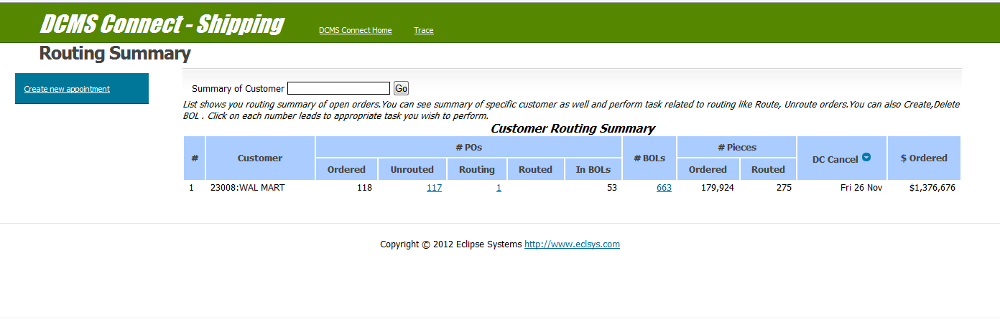 DCMS Connect - Shipping DCMS Connect Home Trace
Routing Summary
Create new appointment
Summary of Customer Go
List shows you routing summary of open orders.You can see summary of specific customer as well and perform task related to routing like Route, Unroute orders.You can also Create,Delete
BOL . Click on each number leads to appropriate task you wish to perform.
Customer Routing Summary
# Customer # POs # BOLs # Pieces DC Cancel $ Ordered
Ordered Unrouted Routing Routed In BOLs Ordered Routed
1 23008:WAL MART 118 117 1 53 663 179,924 275 Fri 26 Nov $1,376,676
Copyright © 2012 Eclipse Systems http://www.eclsys.com